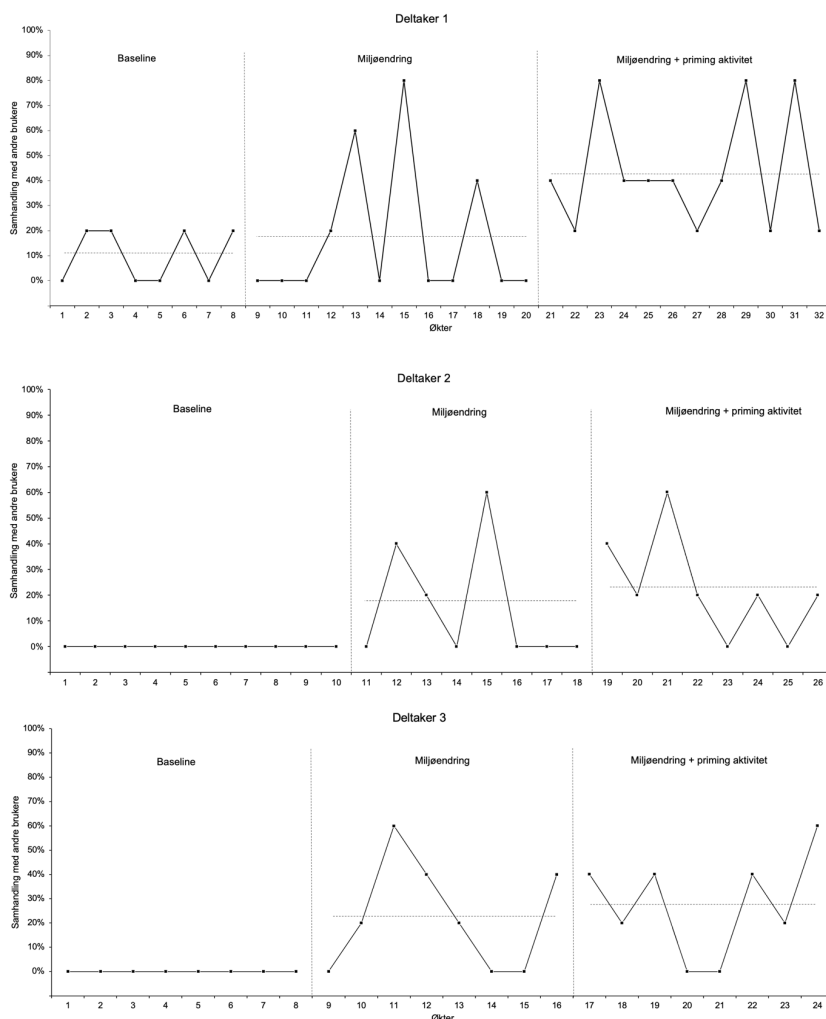 Deltaker 1
Baseline
Miljøendring
Miljøendring + priming aktivitet
Samhandling med andre brukere
100%
90%
80%
70%
60%
50%
40%
30%
20%
10%
0%
1 2 3 4 5 6 7 8 9 10 11 12 13 14 15 16 17 18 19 20 21 22 23 24 25 26 27 28 29 30 31 32
Økter
Deltaker 2
Baseline
Miljøendring
Miljøendring + priming aktivitet
Samhandling med andre brukere
100%
90%
80%
70%
60%
50%
40%
30%
20%
10%
0%
1 2 3 4 5 6 7 8 9 10 11 12 13 14 15 16 17 18 19 20 21 22 23 24 25 26
Deltaker 3
Baseline
Miljøendring
Miljøendring + priming aktivitet
Samhandling med andre brukere
100%
90%
80%
70%
60%
50%
40%
30%
20%
10%
0%
1 2 3 4 5 6 7 8 9 10 11 12 13 14 15 16 17 18 19 20 21 22 23 24
Økter